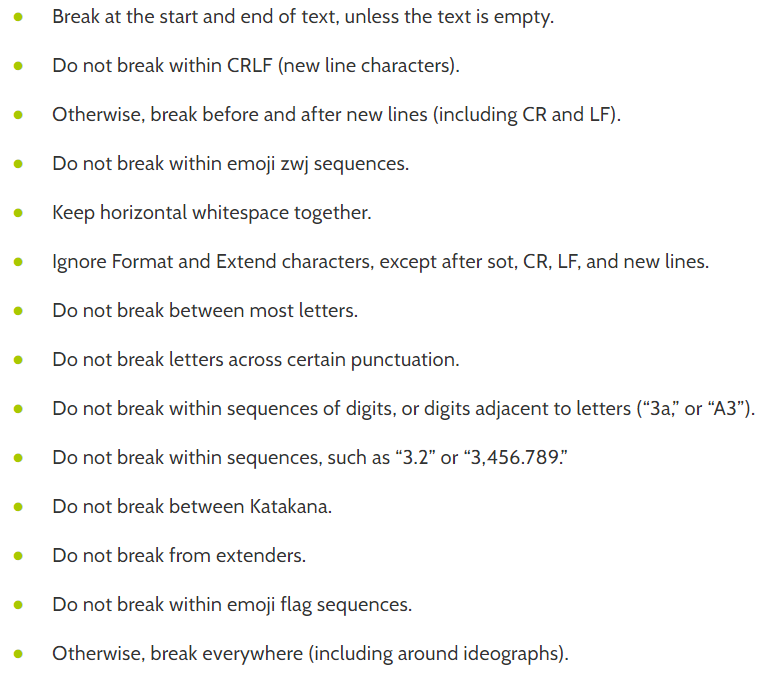 Break at the start and end of text, unless the text is empty.
Do not break within CRLF (new line characters).
Otherwise, break before and after new lines (including CR and LF).
Do not break within emoji zwj sequences.
Keep horizontal whitespace together.
Ignore Format and Extend characters, except after sot, CR, LF, and new lines.
Do not break between most letters.
Do not break letters across certain punctuation.
Do not break within sequences of digits, or digits adjacent to letters (“3a,” or “A3”).
Do not break within sequences, such as “3.2” or “3,456.789.”
Do not break between Katakana.
Do not break from extenders.
Do not break within emoji flag sequences.
Otherwise, break everywhere (including around ideographs).